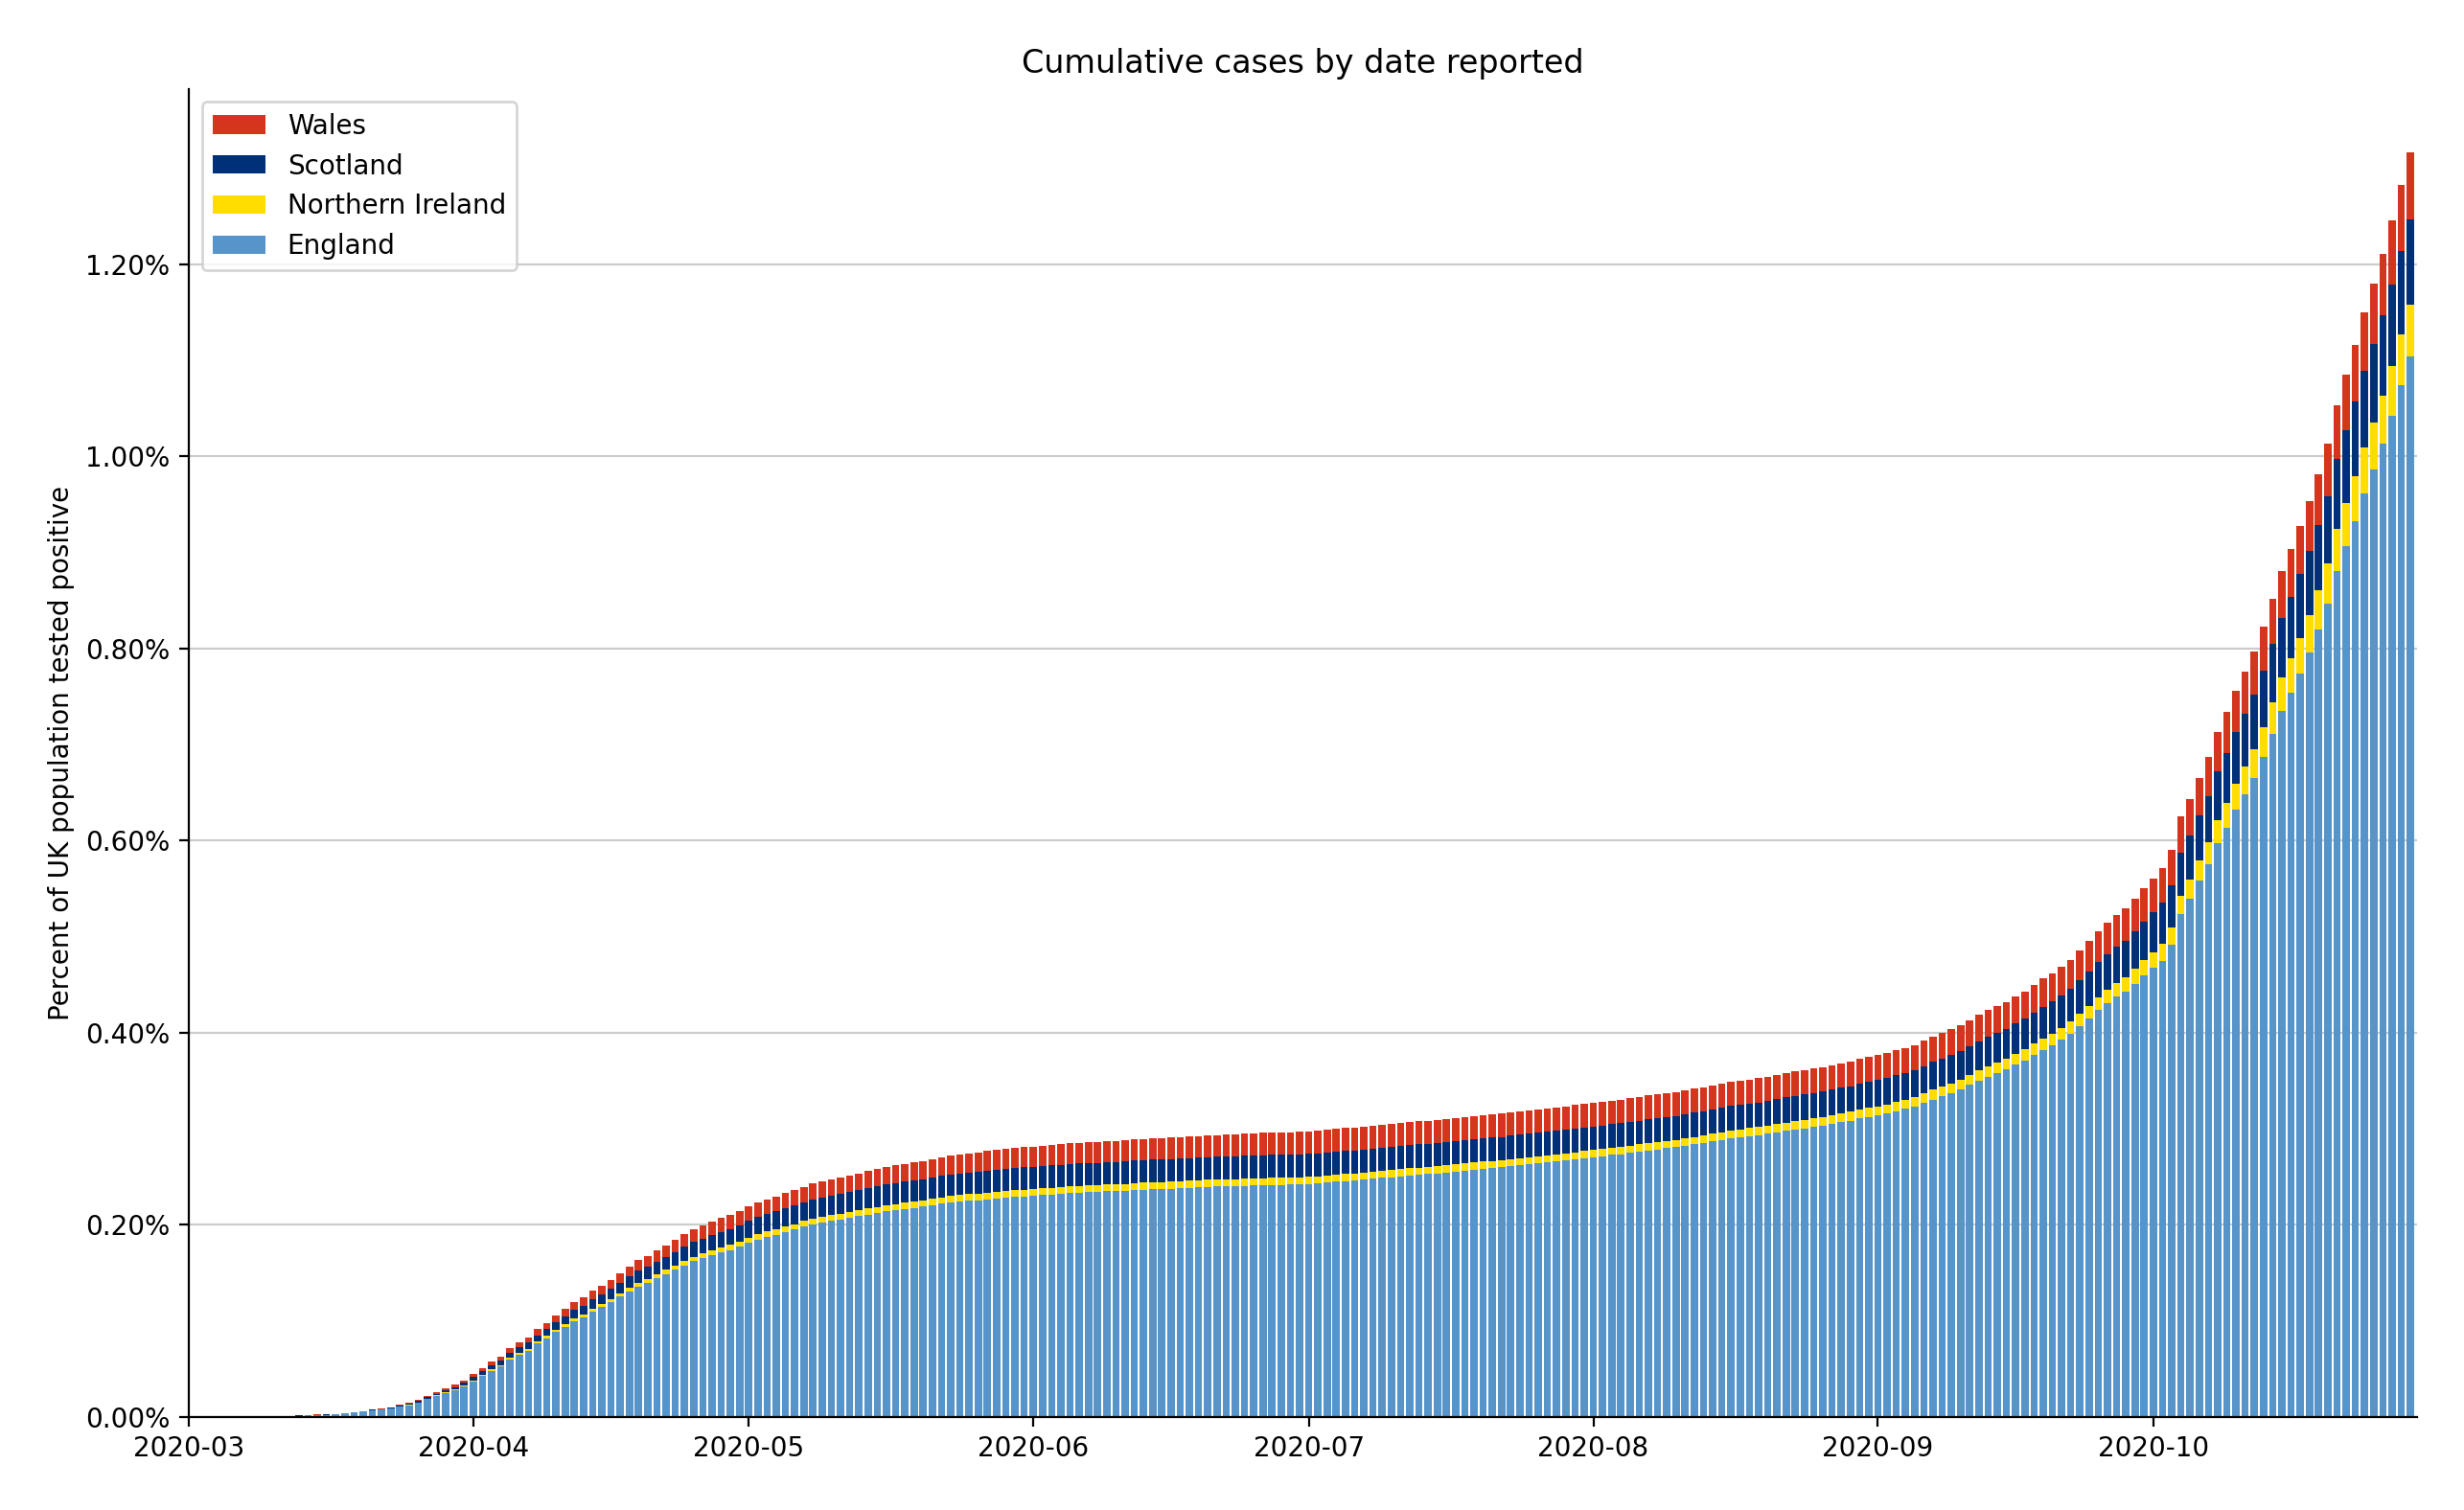 Cumulative cases by date reported
Wales
Scotland
Northern Ireland
England
Percent of UK population tested positive
1.20%
1.00%
0.80%
0.60%
0.40%
0.20%
0.00%
2020-03 2020-04 2020-05 2020-06 2020-07 2020-08 2020-09 2020-10